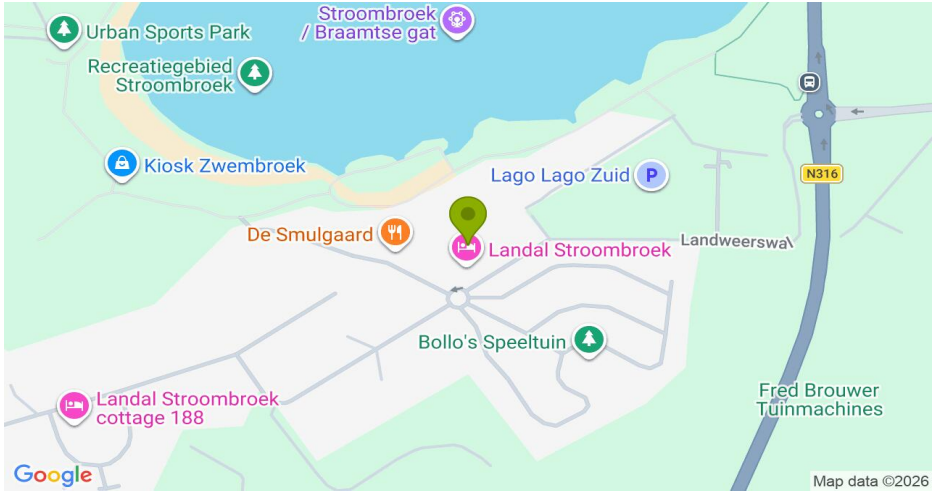 Stroombroek
/ Braamtse gat
Urban Sports Park
Recreatiegebied
Stroombroek
Kiosk Zwembroek
N316
Lago Lago Zuid
P
De Smulgaard
Landal Stroombroek
Landweerswa
Bollo's Speeltuin
Landal Stroombroek
cottage 188
Fred Brouwer
Tuinmachines
Google
Map data ©2026